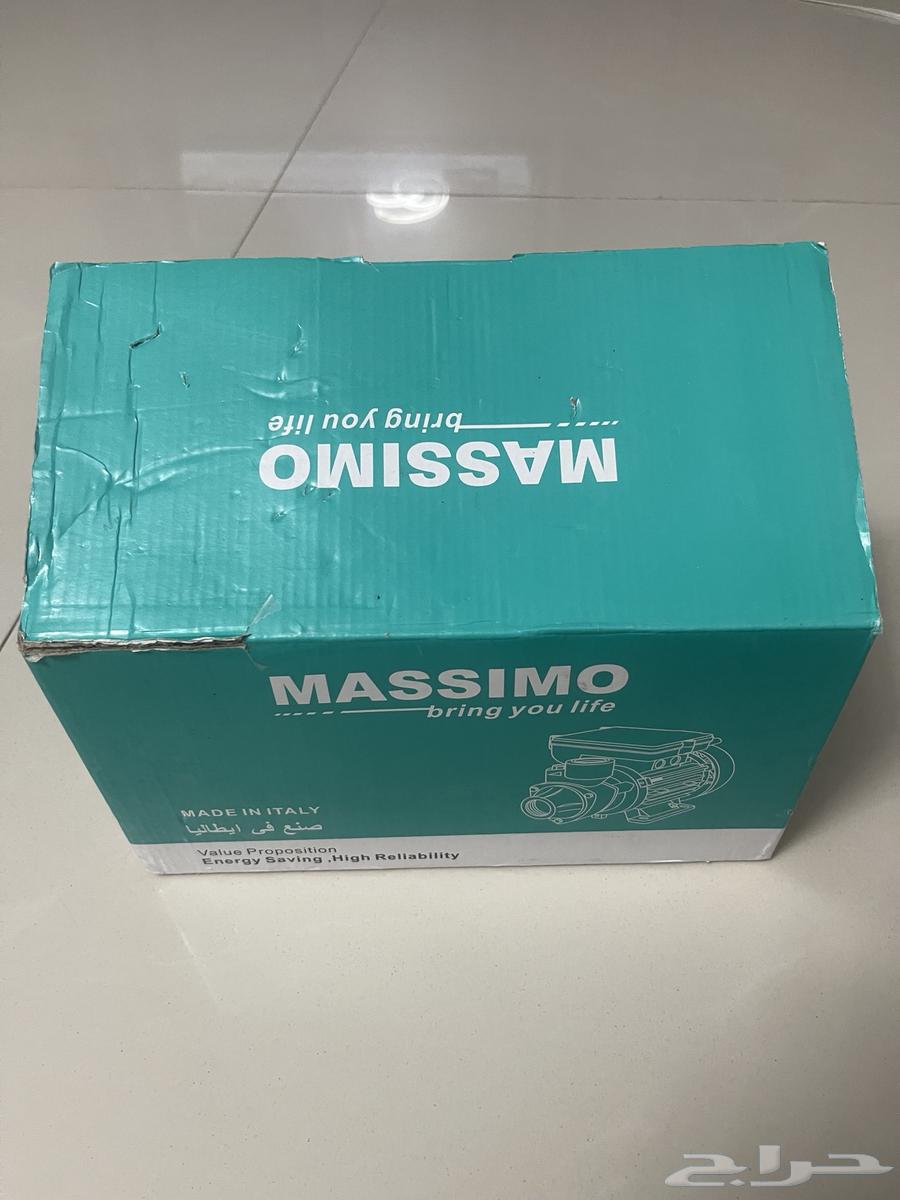 MASSIMO
bring you life
MASSIMO
bring you life
MADE IN ITALY
صنع في ايطاليا
Value Proposition
Energy Saving ,High Reliability
حراج